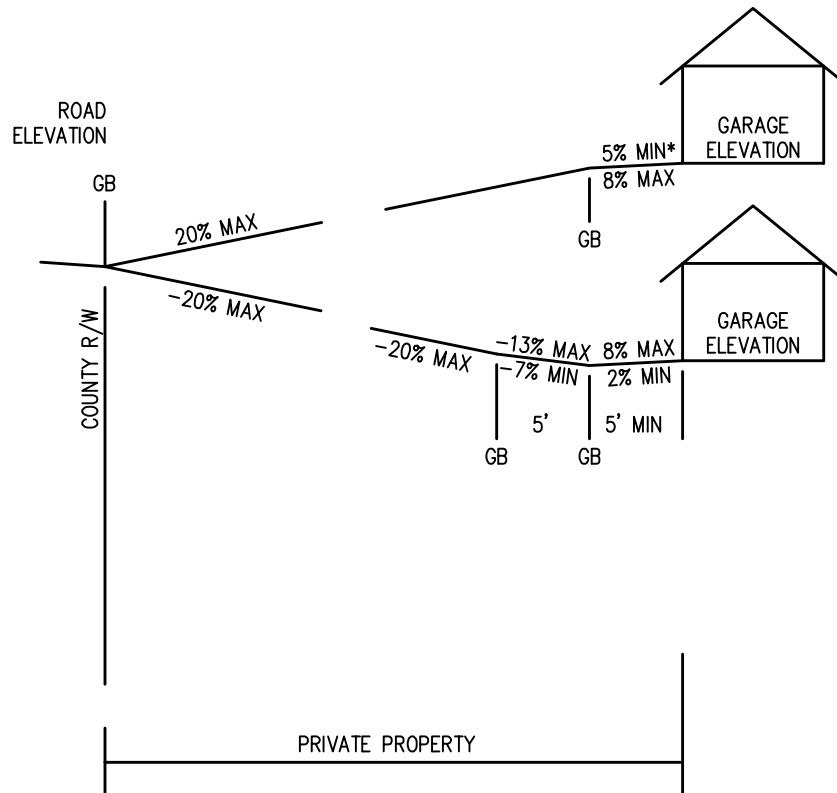 ROAD
ELEVATION
GB
GARAGE
ELEVATION
5% MIN*
8% MAX
GB
20% MAX
-20% MAX
COUNTY R/W
GARAGE
ELEVATION
-20% MAX
-13% MAX
-7% MIN
8% MAX
2% MIN
5'
5' MIN
GB
GB
PRIVATE PROPERTY